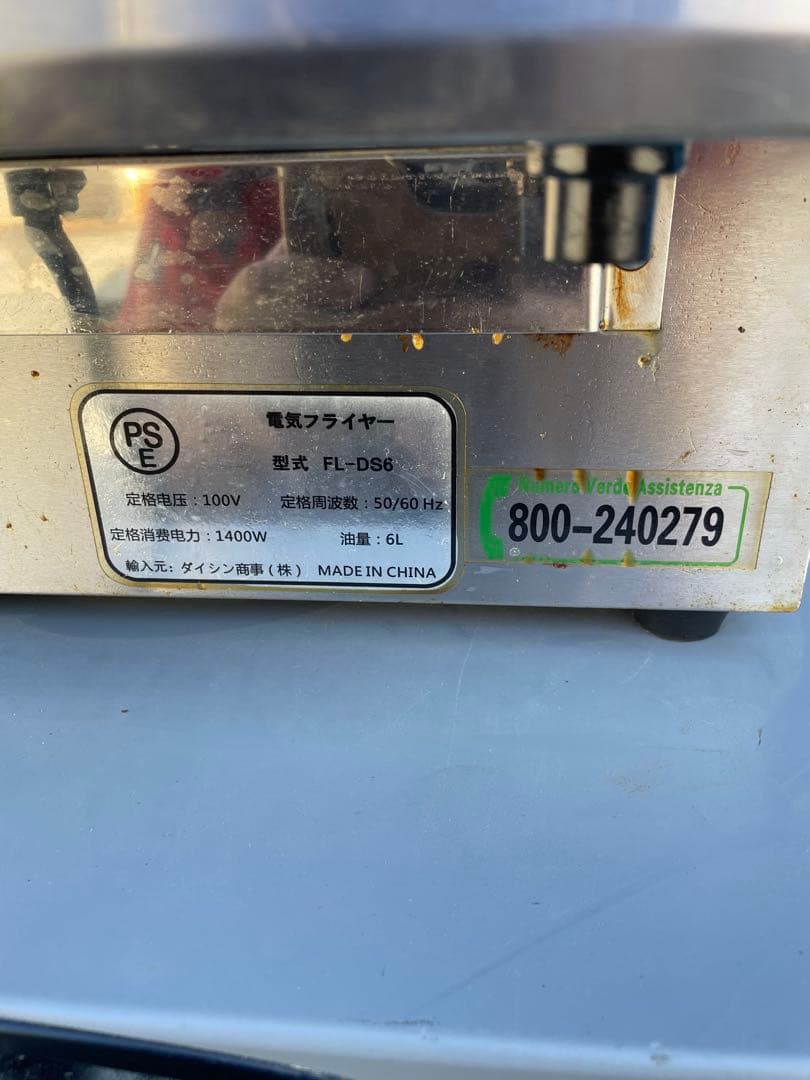 PS
E
電気フライヤー
型式 FL-DS6
定格电压：100V 定格周波数：50/60 Hz
定格消费电力：1400W 油量：6L
輸入元：ダイシン商事（株） MADE IN CHINA
Numero Verde Assistenza
800-240279